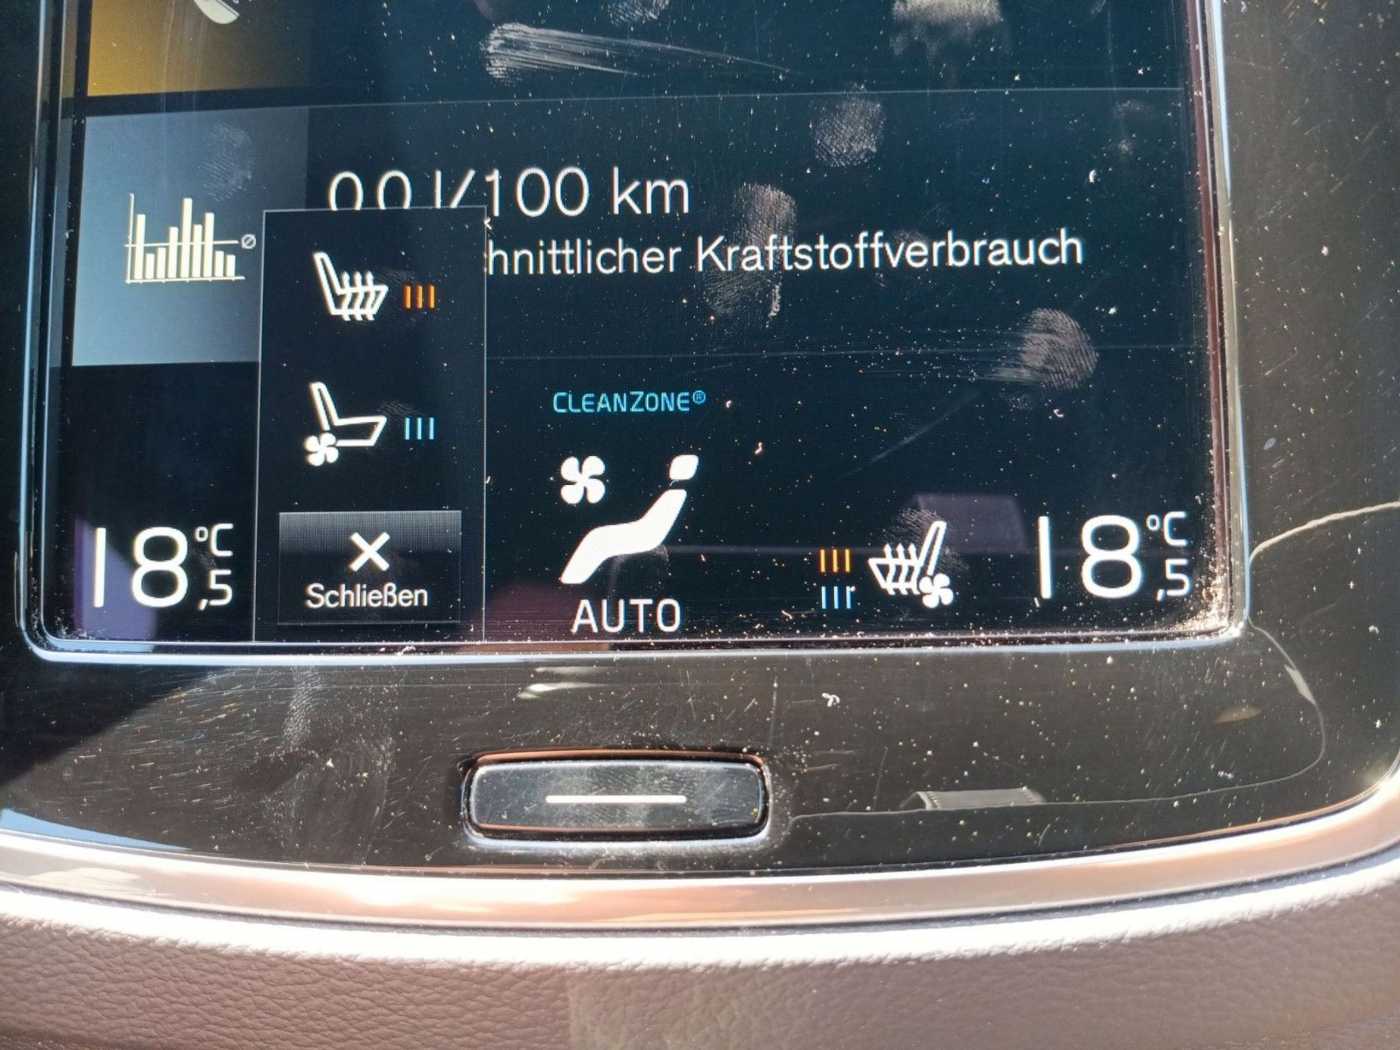 0,0 l/100 km
hnittlicher Kraftstoffverbrauch
CLEANZONE®
18,5 °C
Schließen
AUTO
18,5 °C